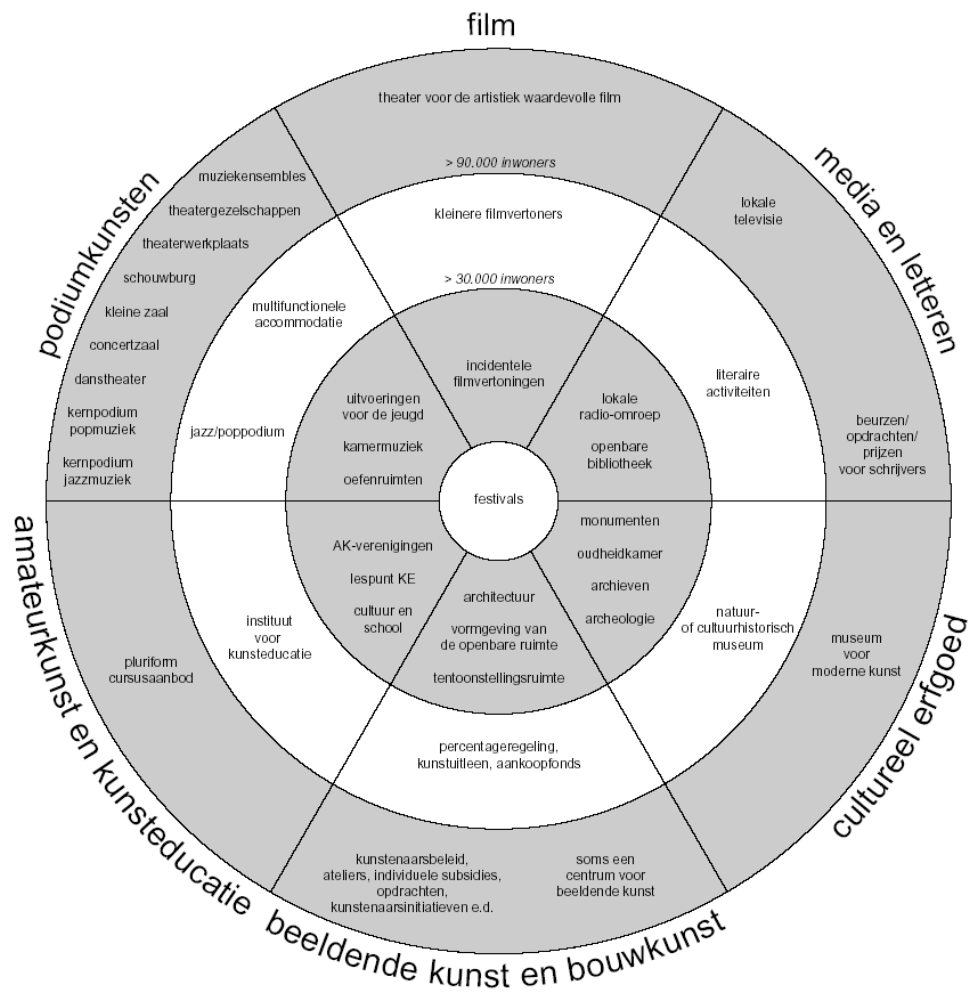 film
theater voor de artistiek waardevolle film
> 90.000 inwoners
kleinere filmvertoners
> 30.000 inwoners
incidentele
filmvertoningen
media en letteren
lokale
televisie
literaire
activiteiten
beurzen/
opdrachten/
prijzen
voor schrijvers
lokale
radio-omroep
openbare
bibliotheek
podiumkunsten
muziekensembles
theatergezelschappen
theaterwerkplaats
schouwburg
kleine zaal
concertzaal
danstheater
kernpodium
popmuziek
kernpodium
jazzmuziek
multifunctionele
accommodatie
jazz/poppodium
uitvoeringen
voor de jeugd
kamermuziek
oefenruimten
festivals
amateurkunst en kunsteducatie
AK-verenigingen
lespunt KE
cultuur en
school
instituut
voor
kunsteducatie
pluriform
cursusaanbod
cultureel erfgoed
monumenten
oudheidkamer
archieven
archeologie
natuur-
of cultuurhistorisch
museum
museum
voor
moderne kunst
beeldende kunst en bouwkunst
architectuur
vormgeving van
de openbare ruimte
tentoonstellingsruimte
percentageregeling,
kunstuitleen, aankoopfonds
kunstenaarsbeleid,
ateliers, individuele subsidies,
opdrachten,
kunstenaarsinitiatieven e.d.
soms een
centrum voor
beeldende kunst